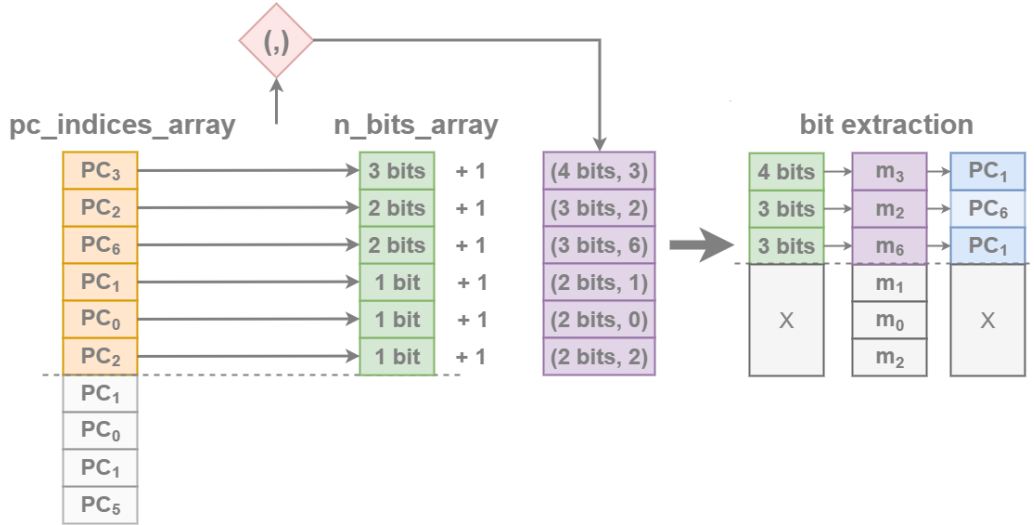 (,)
pc_indices_array n_bits_array bit extraction
PC₃ 3 bits + 1 (4 bits, 3) 4 bits m₃ PC₁
PC₂ 2 bits + 1 (3 bits, 2) 3 bits m₂ PC₆
PC₆ 2 bits + 1 (3 bits, 6) 3 bits m₆ PC₁
PC₁ 1 bit + 1 (2 bits, 1) m₁
PC₀ 1 bit + 1 (2 bits, 0) X m₀ X
PC₂ 1 bit + 1 (2 bits, 2) m₂
PC₁
PC₀
PC₁
PC₅